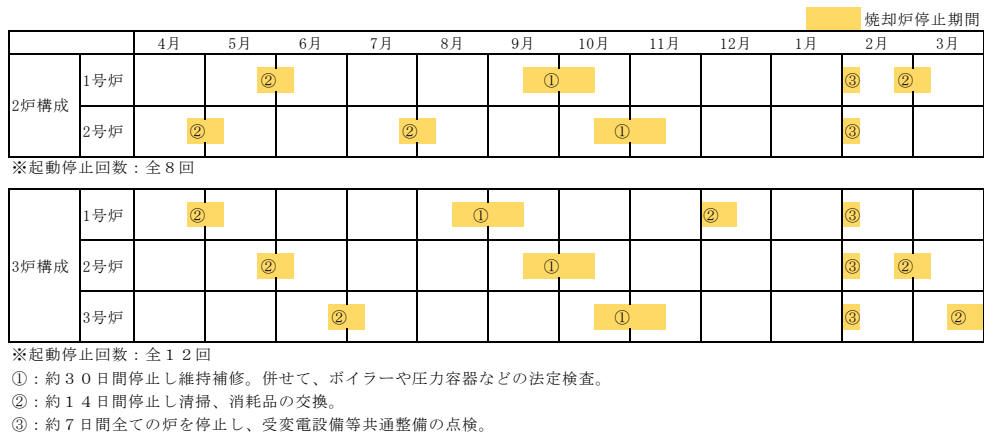 焼却炉停止期間
4月 5月 6月 7月 8月 9月 10月 11月 12月 1月 2月 3月
2炉構成
1号炉 ② ① ③ ②
2号炉 ② ② ① ③
※起動停止回数：全８回
3炉構成
1号炉 ② ① ② ③
2号炉 ② ① ③ ②
3号炉 ② ① ③ ②
※起動停止回数：全１２回
①：約３０日間停止し維持補修。併せて、ボイラーや圧力容器などの法定検査。
②：約１４日間停止し清掃、消耗品の交換。
③：約７日間全ての炉を停止し、受変電設備等共通整備の点検。